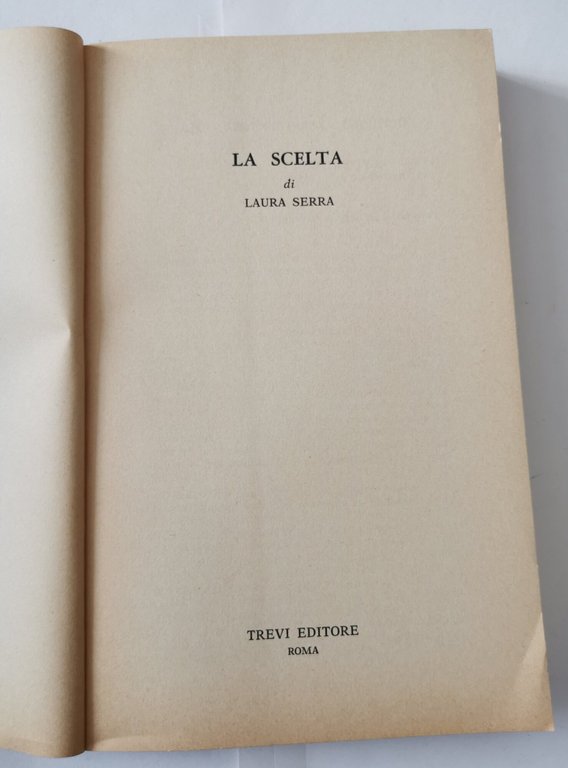 LA SCELTA
di
LAURA SERRA
TREVI EDITORE
ROMA